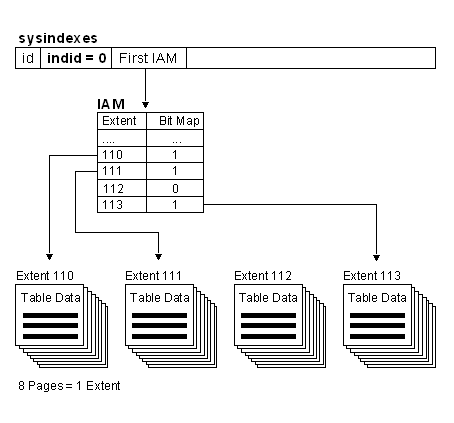 sysindexes
id indid = 0 First IAM
IAM
Extent Bit Map
.... ...
110 1
111 1
112 0
113 1
Extent 110 Extent 111 Extent 112 Extent 113
Table Data Table Data Table Data Table Data
8 Pages = 1 Extent